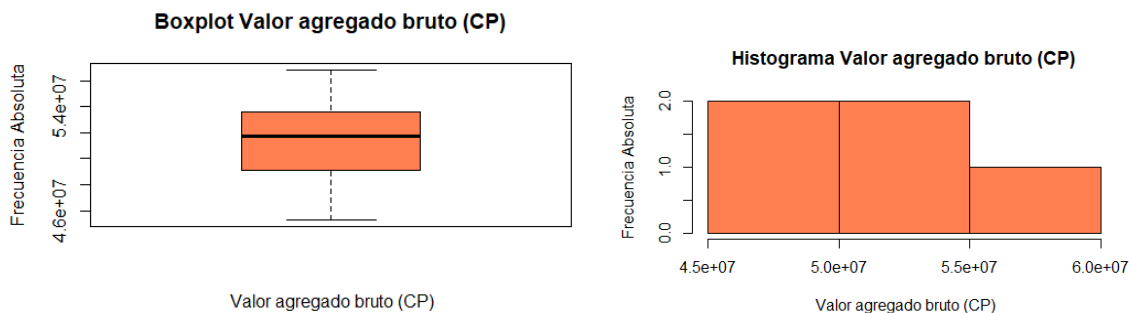 Boxplot Valor agregado bruto (CP)
Frecuencia Absoluta
5.4e+07
4.6e+07
Valor agregado bruto (CP)
Histograma Valor agregado bruto (CP)
Frecuencia Absoluta
2.0
1.0
0.0
4.5e+07 5.0e+07 5.5e+07 6.0e+07
Valor agregado bruto (CP)